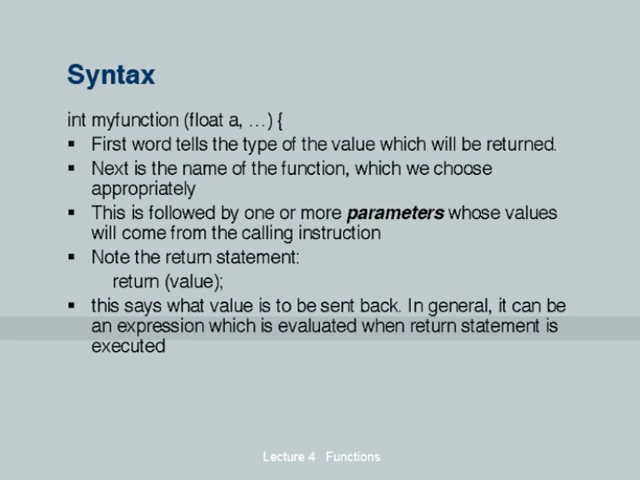 Syntax
int myfunction (float a, …) {
▪ First word tells the type of the value which will be returned.
▪ Next is the name of the function, which we choose
appropriately
▪ This is followed by one or more parameters whose values
will come from the calling instruction
▪ Note the return statement:
return (value);
▪ this says what value is to be sent back. In general, it can be
an expression which is evaluated when return statement is
executed
Lecture 4 Functions